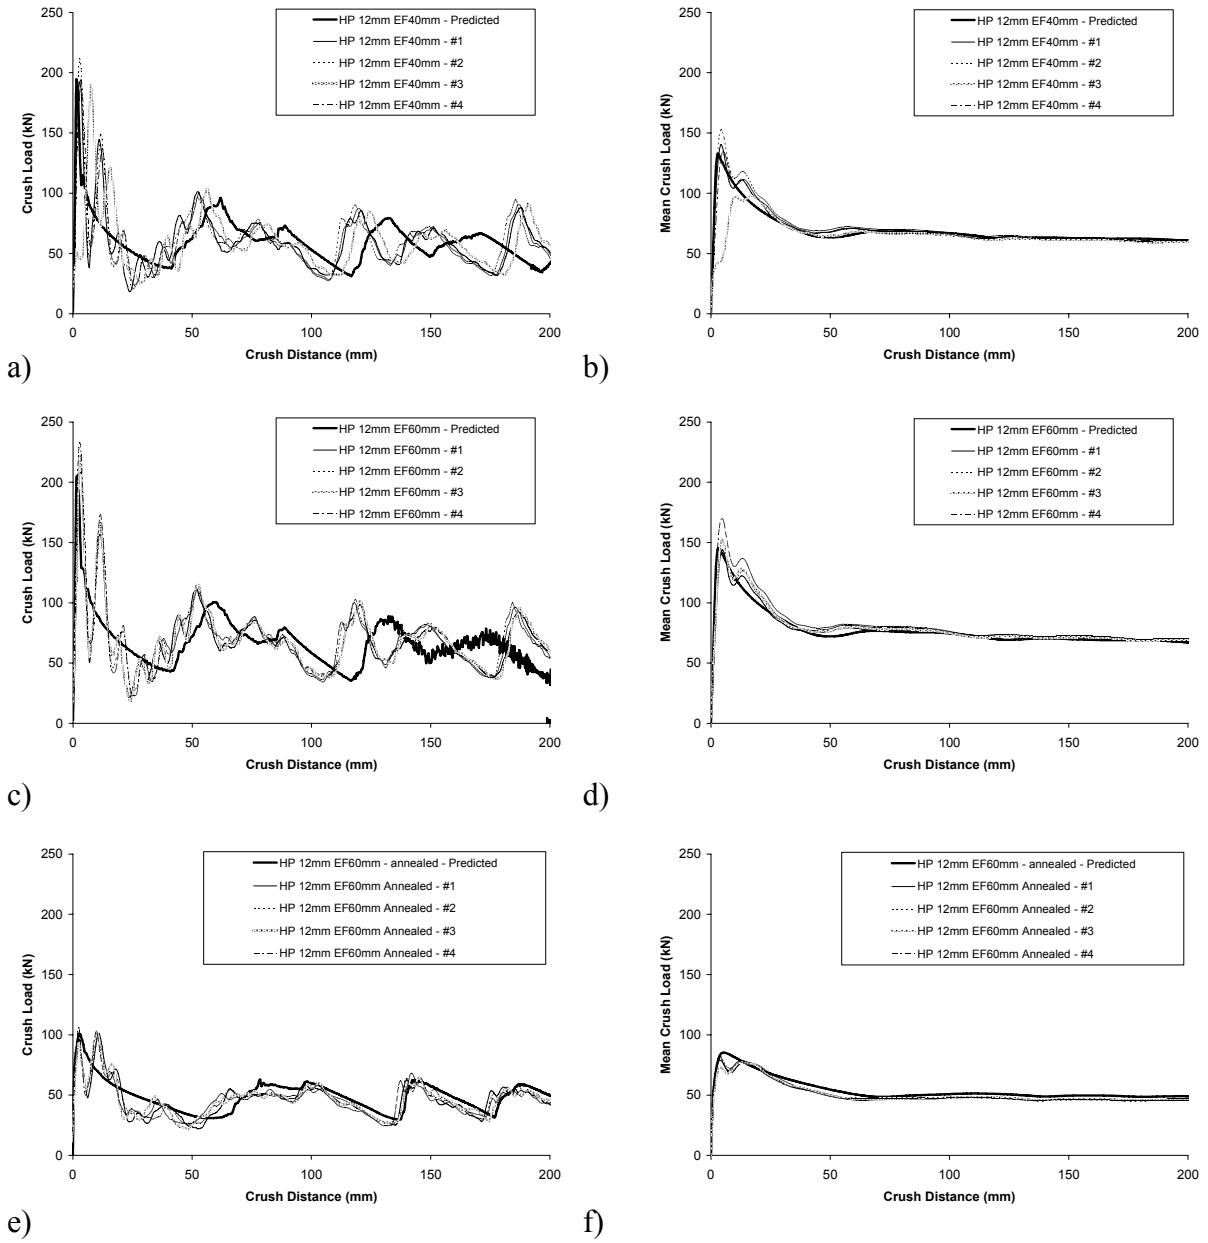 250
200
150
100
50
0
Crush Load (kN)
0 50 100 150 200
Crush Distance (mm)
HP 12mm EF40mm - Predicted
HP 12mm EF40mm - #1
HP 12mm EF40mm - #2
HP 12mm EF40mm - #3
HP 12mm EF40mm - #4
a)
250
200
150
100
50
0
Mean Crush Load (kN)
0 50 100 150 200
Crush Distance (mm)
HP 12mm EF40mm - Predicted
HP 12mm EF40mm - #1
HP 12mm EF40mm - #2
HP 12mm EF40mm - #3
HP 12mm EF40mm - #4
b)
250
200
150
100
50
0
Crush Load (kN)
0 50 100 150 200
Crush Distance (mm)
HP 12mm EF60mm - Predicted
HP 12mm EF60mm - #1
HP 12mm EF60mm - #2
HP 12mm EF60mm - #3
HP 12mm EF60mm - #4
c)
250
200
150
100
50
0
Mean Crush Load (kN)
0 50 100 150 200
Crush Distance (mm)
HP 12mm EF60mm - Predicted
HP 12mm EF60mm - #1
HP 12mm EF60mm - #2
HP 12mm EF60mm - #3
HP 12mm EF60mm - #4
d)
250
200
150
100
50
0
Crush Load (kN)
0 50 100 150 200
Crush Distance (mm)
HP 12mm EF60mm - annealed - Predicted
HP 12mm EF60mm Annealed - #1
HP 12mm EF60mm Annealed - #2
HP 12mm EF60mm Annealed - #3
HP 12mm EF60mm Annealed - #4
e)
250
200
150
100
50
0
Mean Crush Load (kN)
0 50 100 150 200
Crush Distance (mm)
HP 12mm EF60mm - annealed - Predicted
HP 12mm EF60mm Annealed - #1
HP 12mm EF60mm Annealed - #2
HP 12mm EF60mm Annealed - #3
HP 12mm EF60mm Annealed - #4
f)